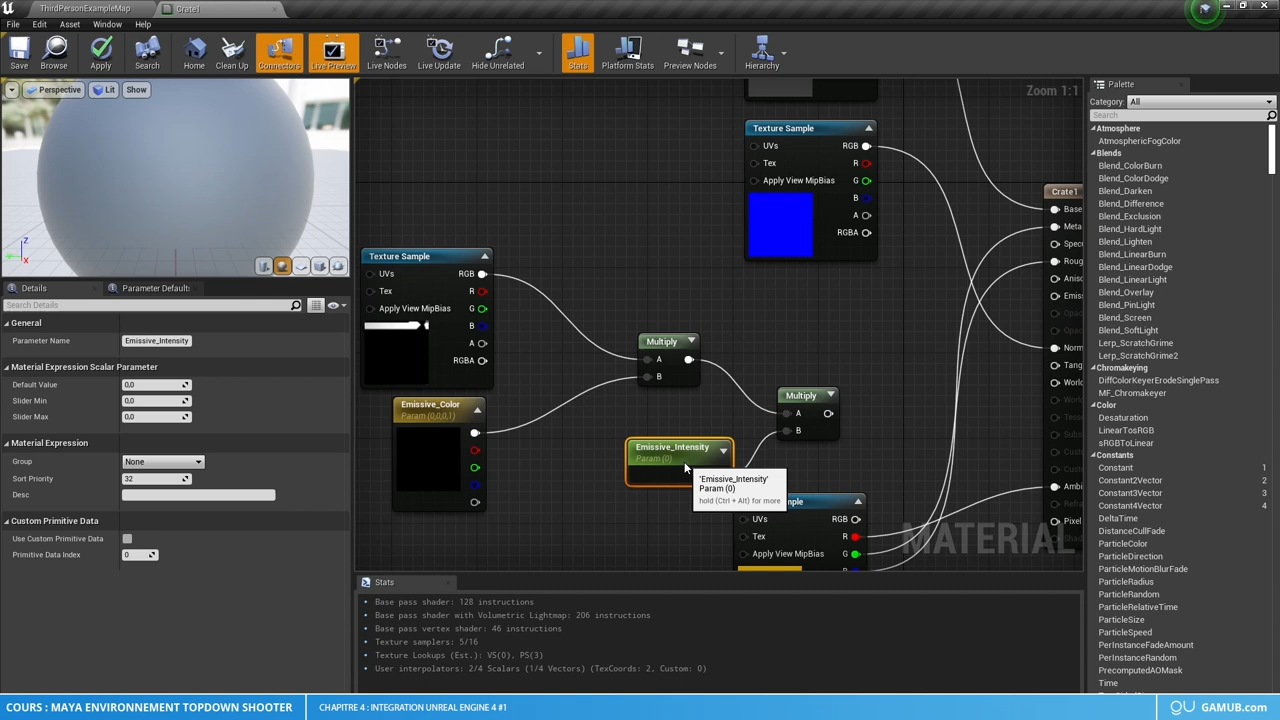 ThirdPersonExampleMap
Crate1
File Edit Asset Window Help
Save
Browse
Apply
Search
Home
Clean Up
Connectors
Live Preview
Live Nodes
Live Update
Hide Unrelated
Stats
Platform Stats
Preview Nodes
Hierarchy
Perspective
Lit
Show
Z
X
Details
Parameter Default:
Search Details
General
Parameter Name Emissive_Intensity
Material Expression Scalar Parameter
Default Value 0,0
Slider Min 0,0
Slider Max 0,0
Material Expression
Group None
Sort Priority 32
Desc
Custom Primitive Data
Use Custom Primitive Data
Primitive Data Index 0
Zoom 1:1
Texture Sample
UVs RGB
Tex R
Apply View MipBias G
B
A
RGBA
Texture Sample
UVs RGB
Tex R
Apply View MipBias G
B
A
RGBA
Emissive_Color
Param (0,0,0,1)
Multiply
A
B
Multiply
A
B
Emissive_Intensity
Param (0)
'Emissive_Intensity'
Param (0)
hold (Ctrl + Alt) for more
mple
UVs RGB
Tex R
Apply View MipBias G
B
Crate1
Base
Meta
Spec
Roug
Aniso
Emiss
Opac
Opac
Norm
Tang
World
Ambi
Pixel
MATERIAL
Stats
• Base pass shader: 128 instructions
• Base pass shader with Volumetric Lightmap: 206 instructions
• Base pass vertex shader: 46 instructions
• Texture samplers: 5/16
• Texture Lookups (Est.): VS(0), PS(3)
• User interpolators: 2/4 Scalars (1/4 Vectors) (TexCoords: 2, Custom: 0)
Palette
Category: All
Search
Atmosphere
AtmosphericFogColor
Blends
Blend_ColorBurn
Blend_ColorDodge
Blend_Darken
Blend_Difference
Blend_Exclusion
Blend_HardLight
Blend_Lighten
Blend_LinearBurn
Blend_LinearDodge
Blend_LinearLight
Blend_Overlay
Blend_PinLight
Blend_Screen
Blend_SoftLight
Lerp_ScratchGrime
Lerp_ScratchGrime2
Chromakeying
DiffColorKeyerErodeSinglePass
MF_Chromakeyer
Color
Desaturation
LinearTosRGB
sRGBToLinear
Constants
Constant 1
Constant2Vector 2
Constant3Vector 3
Constant4Vector 4
DeltaTime
DistanceCullFade
ParticleColor
ParticleDirection
ParticleMotionBlurFade
ParticleRadius
ParticleRandom
ParticleRelativeTime
ParticleSize
ParticleSpeed
PerInstanceFadeAmount
PerInstanceRandom
PrecomputedAOMask
Time
COURS : MAYA ENVIRONNEMENT TOPDOWN SHOOTER
CHAPITRE 4 : INTEGRATION UNREAL ENGINE 4 #1
GAMUB.com